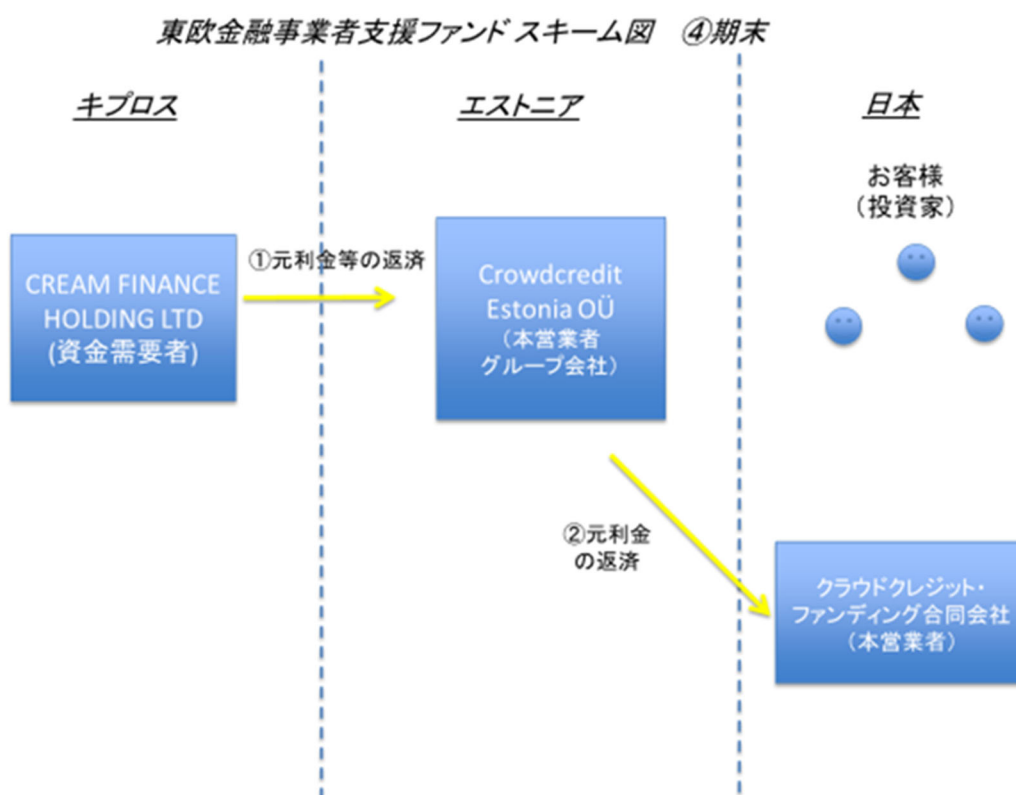 東欧金融事業者支援ファンド スキーム図　④期末
キプロス
エストニア
日本
お客様
（投資家）
CREAM FINANCE
HOLDING LTD
(資金需要者)
①元利金等の返済
Crowdcredit
Estonia OÜ
（本営業者
グループ会社）
②元利金
の返済
クラウドクレジット・
ファンディング合同会社
（本営業者）